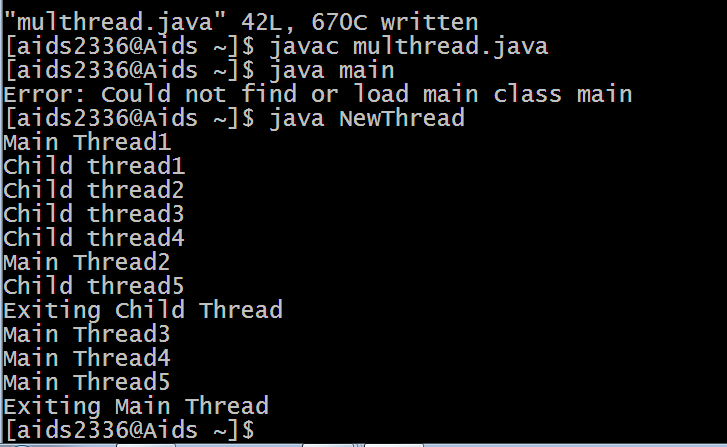 "multhread.java" 42L, 670C written
[aids2336@Aids ~]$ javac multhread.java
[aids2336@Aids ~]$ java main
Error: Could not find or load main class main
[aids2336@Aids ~]$ java NewThread
Main Thread1
Child thread1
Child thread2
Child thread3
Child thread4
Main Thread2
Child thread5
Exiting Child Thread
Main Thread3
Main Thread4
Main Thread5
Exiting Main Thread
[aids2336@Aids ~]$